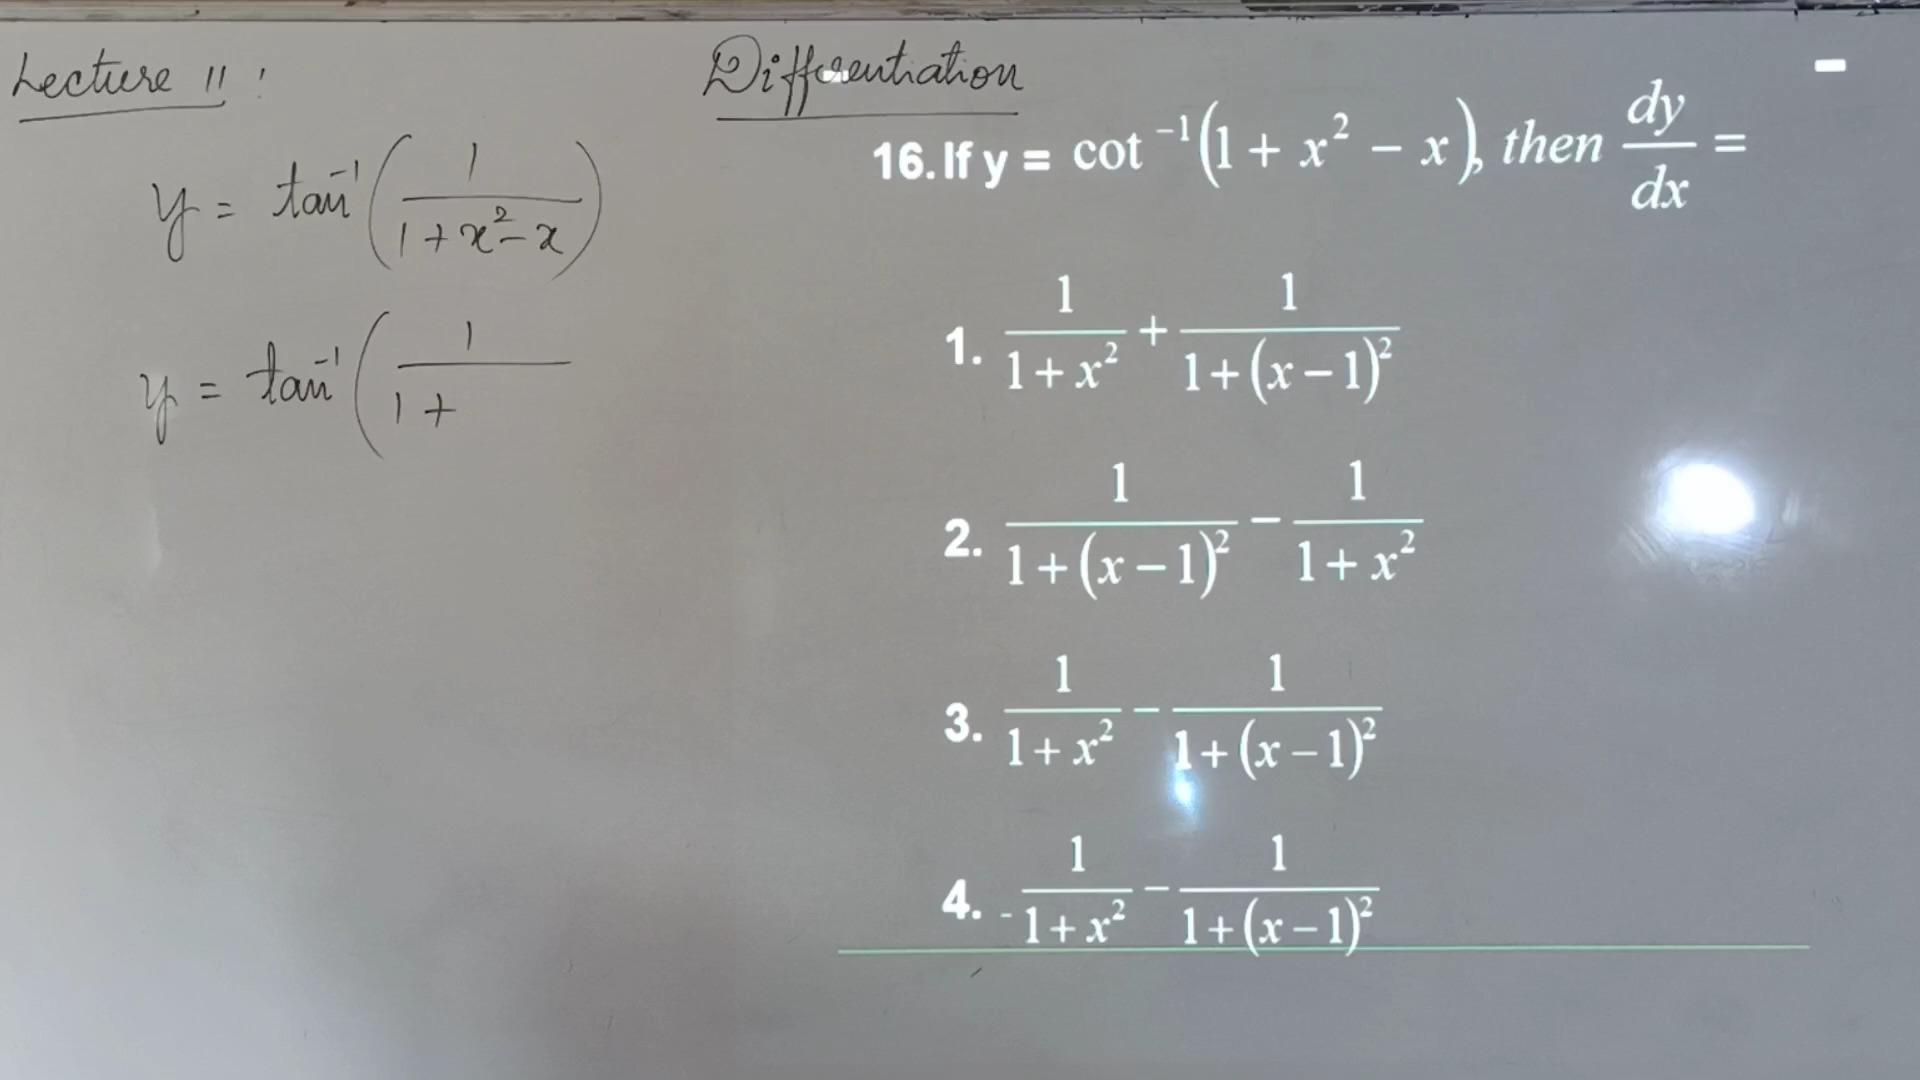 Lecture 11 :
Differentiation
y = tan⁻¹(1/(1 + x² - x))
y = tan⁻¹(1/(1 +
16. If y = cot⁻¹(1 + x² − x), then dy/dx =
1. 1/(1 + x²) + 1/(1 + (x − 1)²)
2. 1/(1 + (x − 1)²) − 1/(1 + x²)
3. 1/(1 + x²) − 1/(1 + (x − 1)²)
4. - 1/(1 + x²) − 1/(1 + (x − 1)²)